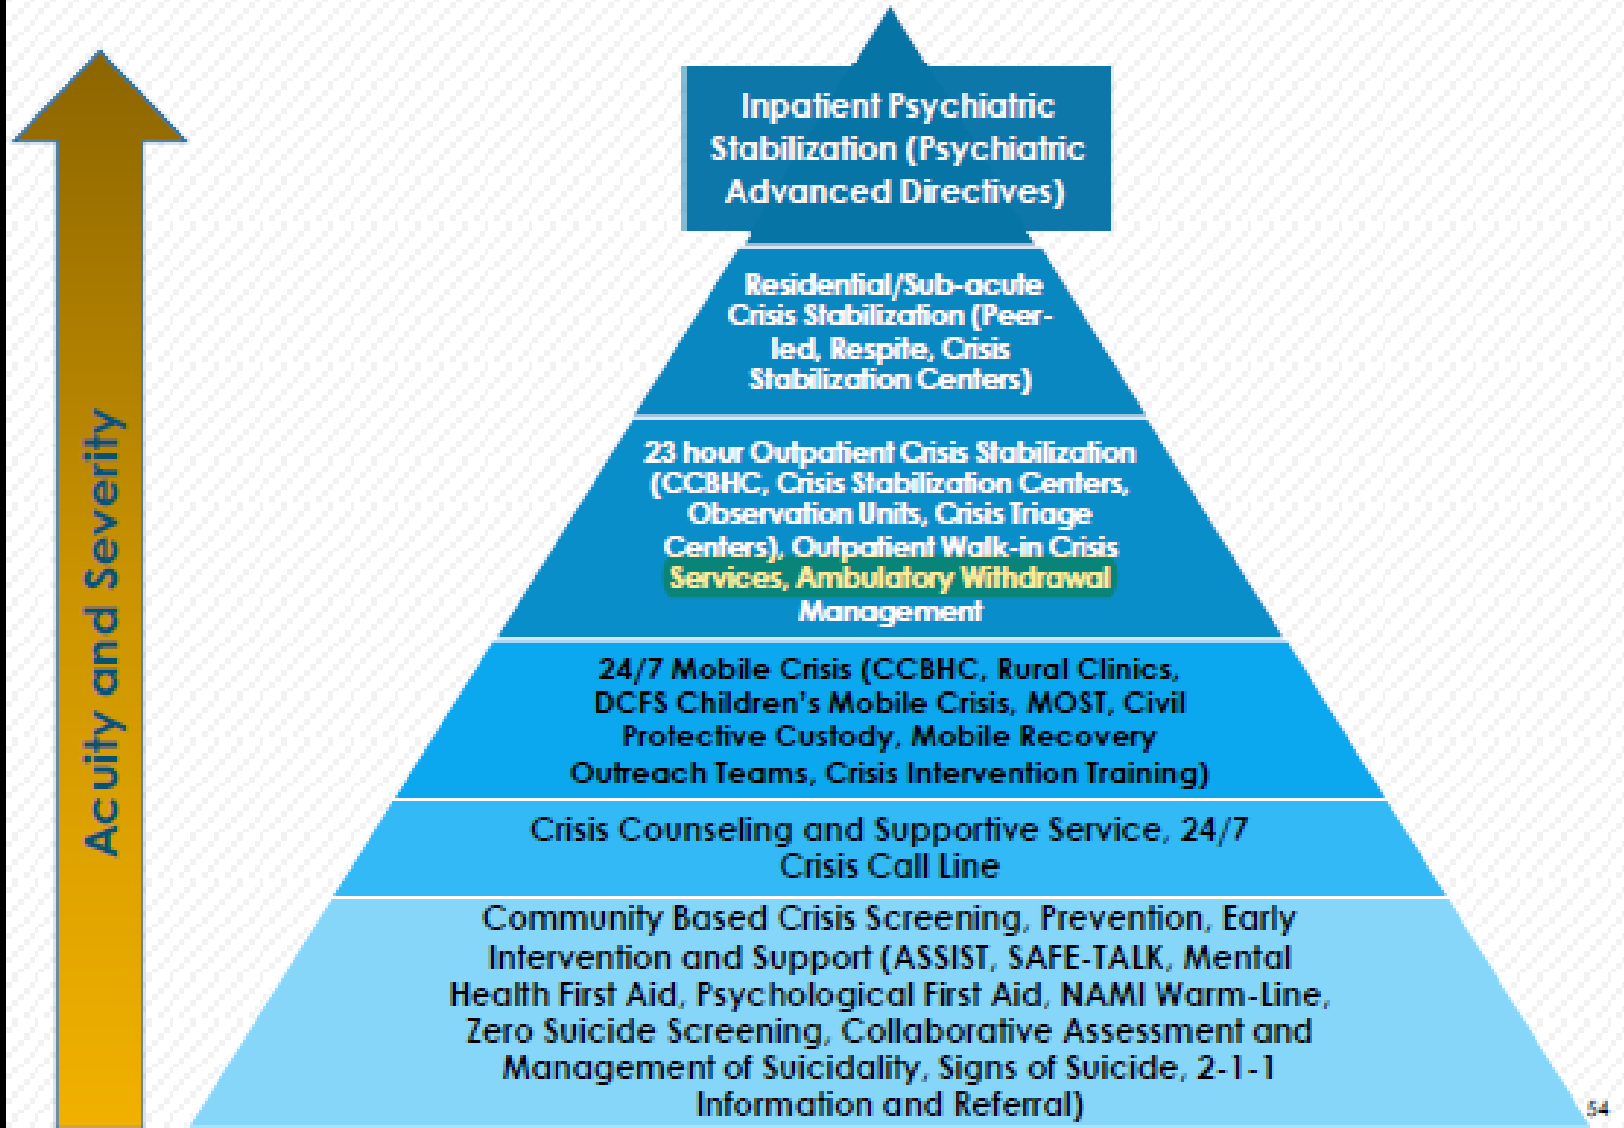 Inpatient Psychiatric
Stabilization (Psychiatric
Advanced Directives)
Residential/Sub-acute
Crisis Stabilization (Peer-
led, Respite, Crisis
Stabilization Centers)
23 hour Outpatient Crisis Stabilization
(CCBHC, Crisis Stabilization Centers,
Observation Units, Crisis Triage
Centers), Outpatient Walk-in Crisis
Services, Ambulatory Withdrawal
Management
24/7 Mobile Crisis (CCBHC, Rural Clinics,
DCFS Children's Mobile Crisis, MOST, Civil
Protective Custody, Mobile Recovery
Outreach Teams, Crisis Intervention Training)
Crisis Counseling and Supportive Service, 24/7
Crisis Call Line
Community Based Crisis Screening, Prevention, Early
Intervention and Support (ASSIST, SAFE-TALK, Mental
Health First Aid, Psychological First Aid, NAMI Warm-Line,
Zero Suicide Screening, Collaborative Assessment and
Management of Suicidality, Signs of Suicide, 2-1-1
Information and Referral)
Acuity and Severity
54